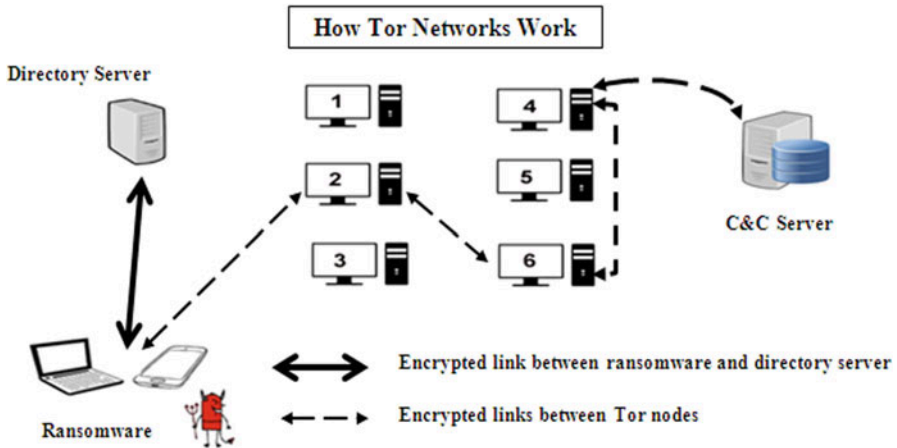 How Tor Networks Work
Directory Server
1
4
2
5
3
6
C&C Server
Ransomware
Encrypted link between ransomware and directory server
Encrypted links between Tor nodes